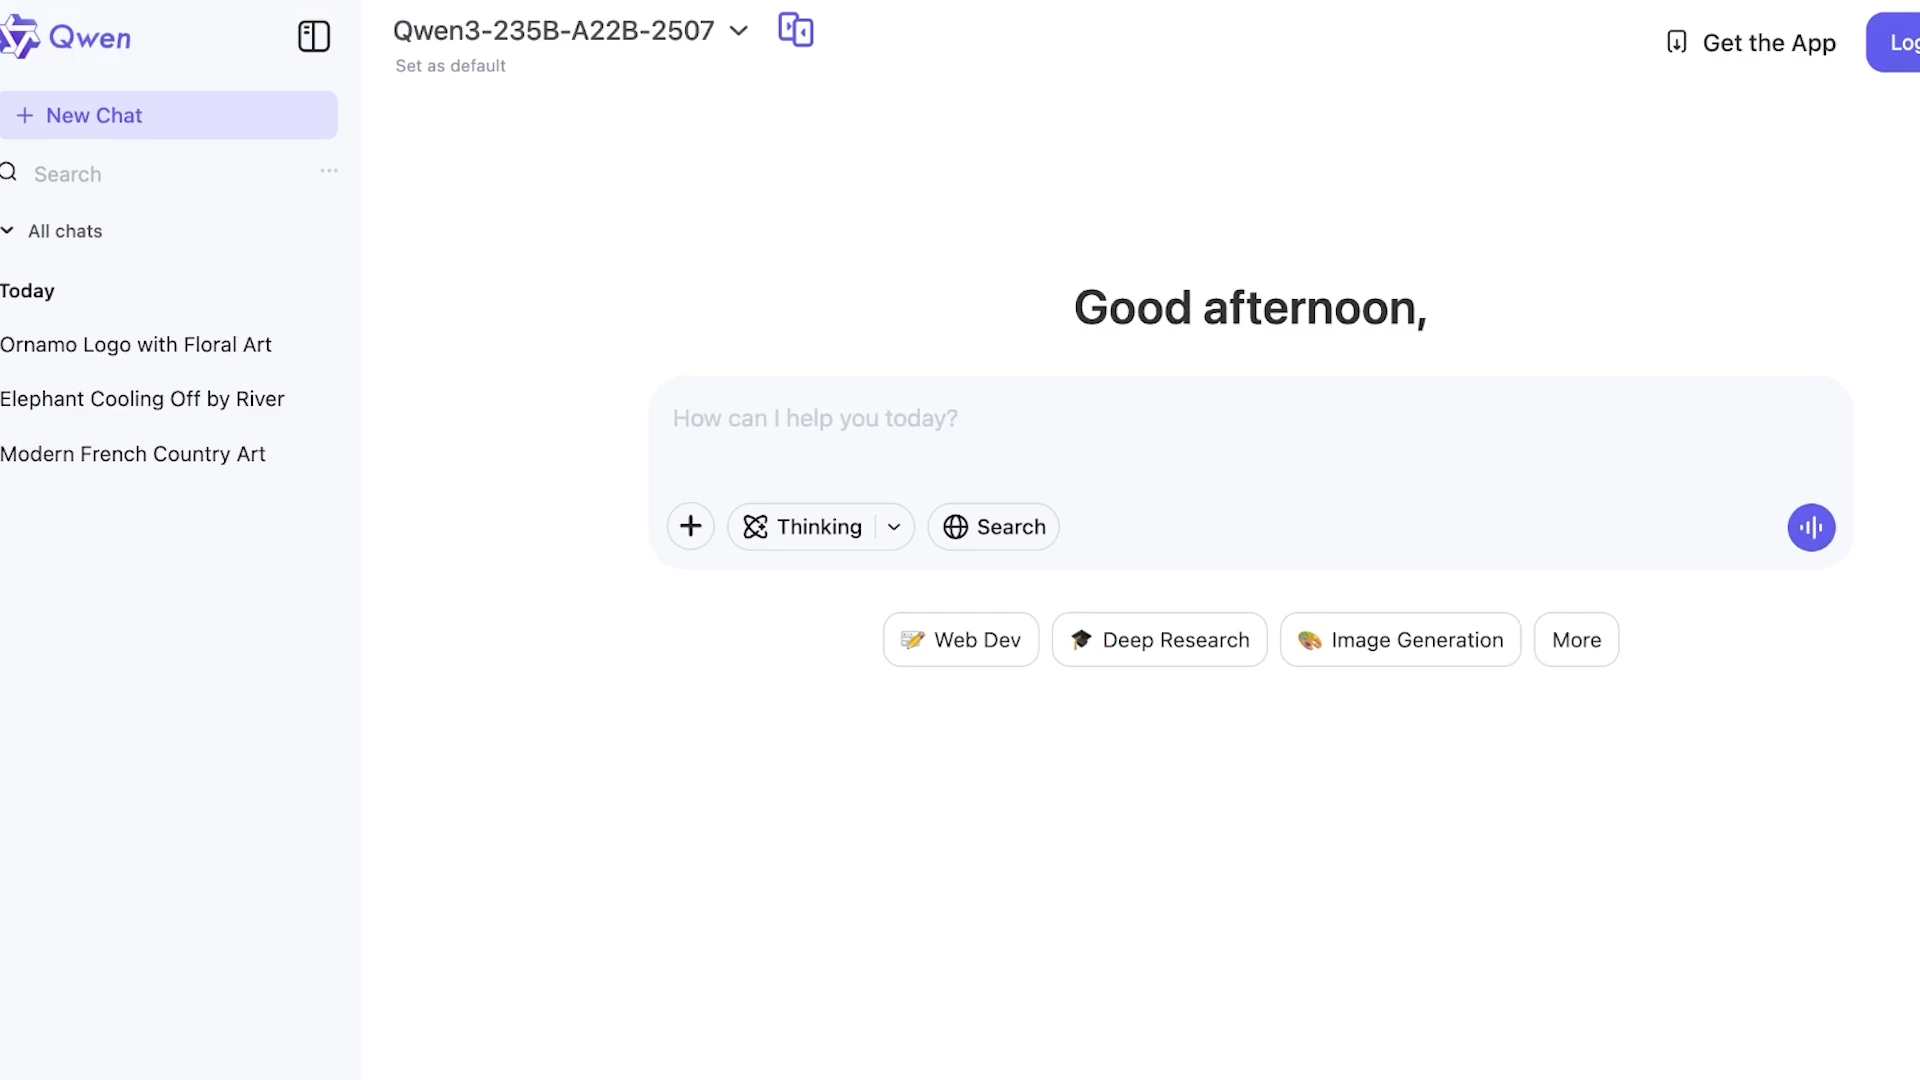 Qwen
New Chat
Search
All chats
Today
Ornamo Logo with Floral Art
Elephant Cooling Off by River
Modern French Country Art
Qwen3-235B-A22B-2507
Set as default
Get the App
Log
Good afternoon,
How can I help you today?
Thinking
Search
Web Dev
Deep Research
Image Generation
More